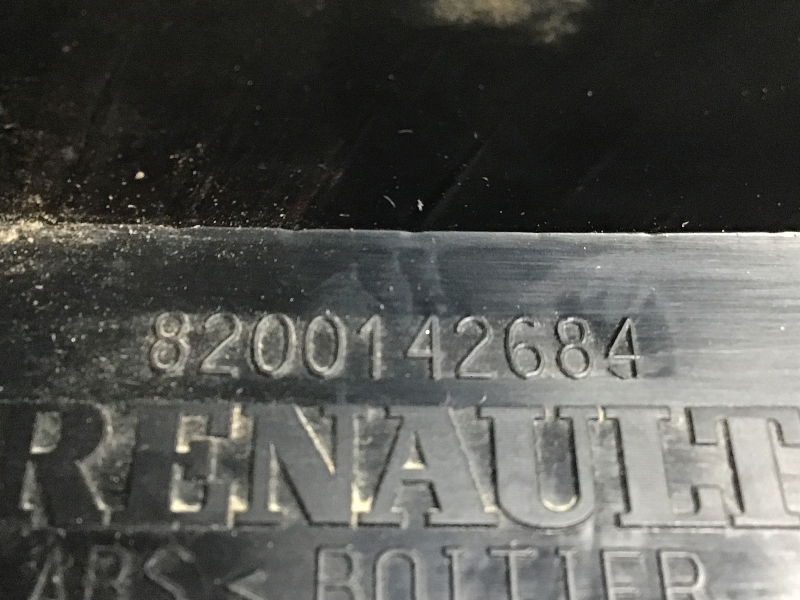 8200142684
RENAULT
ABS < BOITIER